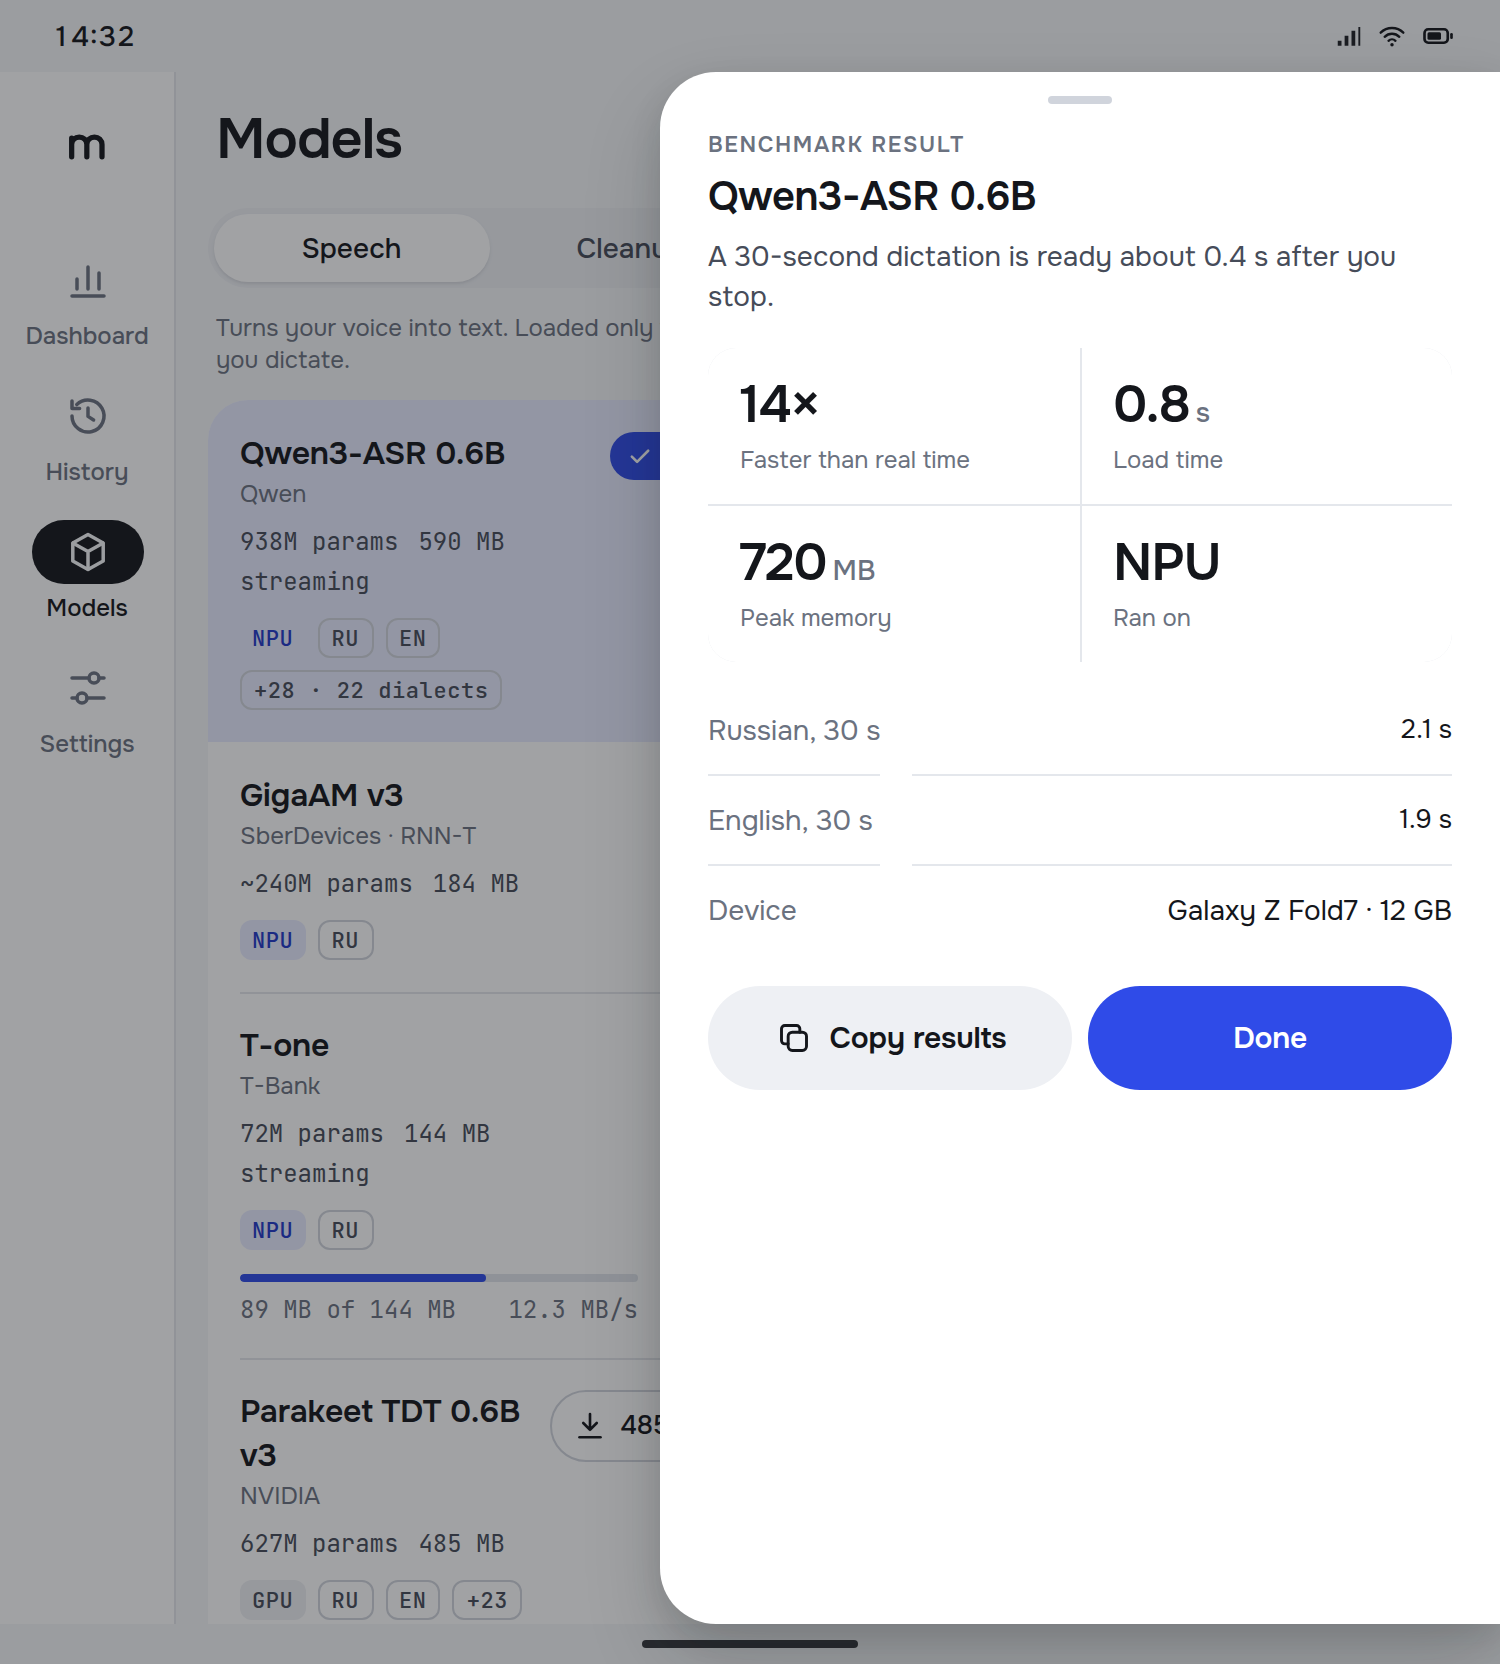 14:32
m
Dashboard
History
Models
Settings
Models
Speech
Cleanu
Turns your voice into text. Loaded only
you dictate.
Qwen3-ASR 0.6B
Qwen
938M params 590 MB
streaming
NPU RU EN
+28 · 22 dialects
GigaAM v3
SberDevices · RNN-T
~240M params 184 MB
NPU RU
T-one
T-Bank
72M params 144 MB
streaming
NPU RU
89 MB of 144 MB 12.3 MB/s
Parakeet TDT 0.6B
v3
485
NVIDIA
627M params 485 MB
GPU RU EN +23
BENCHMARK RESULT
Qwen3-ASR 0.6B
A 30-second dictation is ready about 0.4 s after you
stop.
14×
Faster than real time
0.8 s
Load time
720 MB
Peak memory
NPU
Ran on
Russian, 30 s 2.1 s
English, 30 s 1.9 s
Device Galaxy Z Fold7 · 12 GB
Copy results
Done